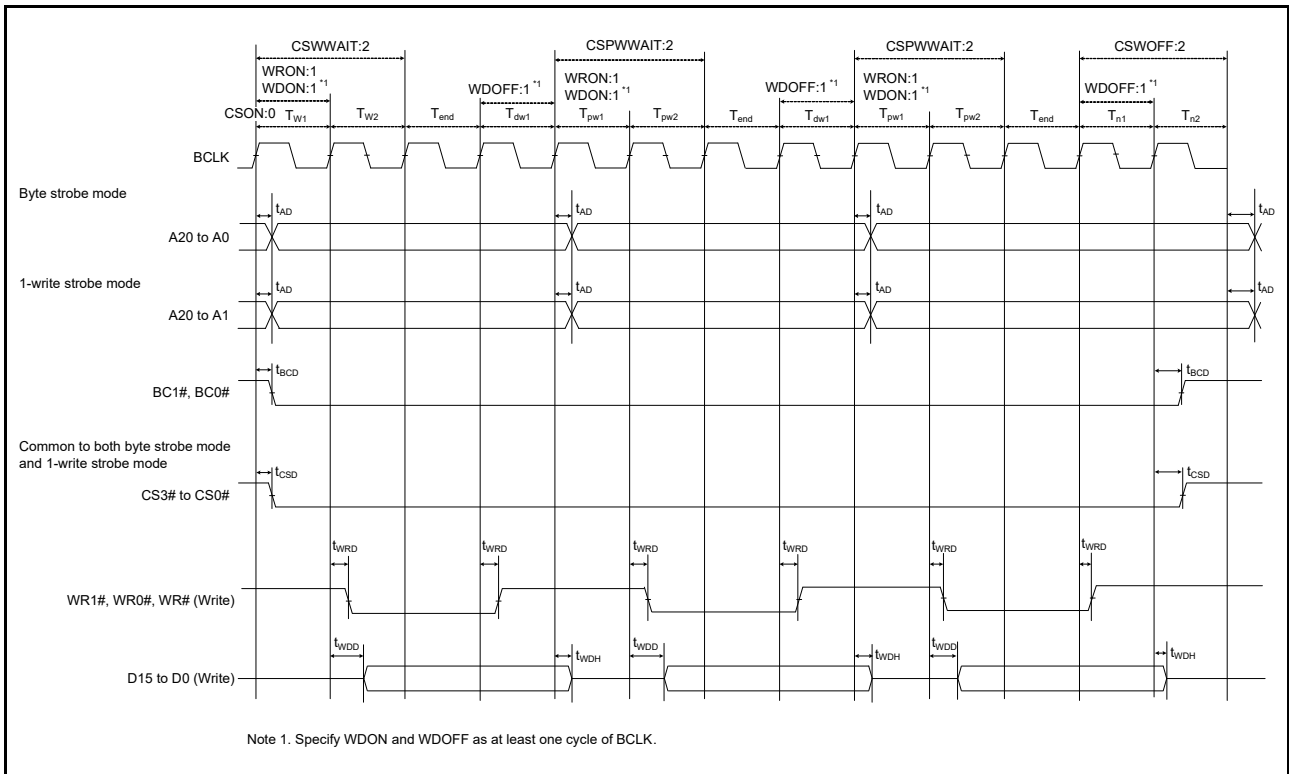 CSWWAIT:2 CSPWWAIT:2 CSPWWAIT:2 CSWOFF:2
WRON:1 WRON:1 WRON:1
WDON:1 *1 WDOFF:1 *1 WDON:1 *1 WDOFF:1 *1 WDON:1 *1 WDOFF:1 *1
CSON:0 TW1 TW2 Tend Tdw1 Tpw1 Tpw2 Tend Tdw1 Tpw1 Tpw2 Tend Tn1 Tn2
BCLK
Byte strobe mode
tAD tAD tAD tAD
A20 to A0
1-write strobe mode
tAD tAD tAD tAD
A20 to A1
tBCD tBCD
BC1#, BC0#
Common to both byte strobe mode
and 1-write strobe mode
tCSD tCSD
CS3# to CS0#
tWRD tWRD tWRD tWRD tWRD tWRD
WR1#, WR0#, WR# (Write)
tWDD tWDH tWDD tWDH tWDD tWDH
D15 to D0 (Write)
Note 1. Specify WDON and WDOFF as at least one cycle of BCLK.